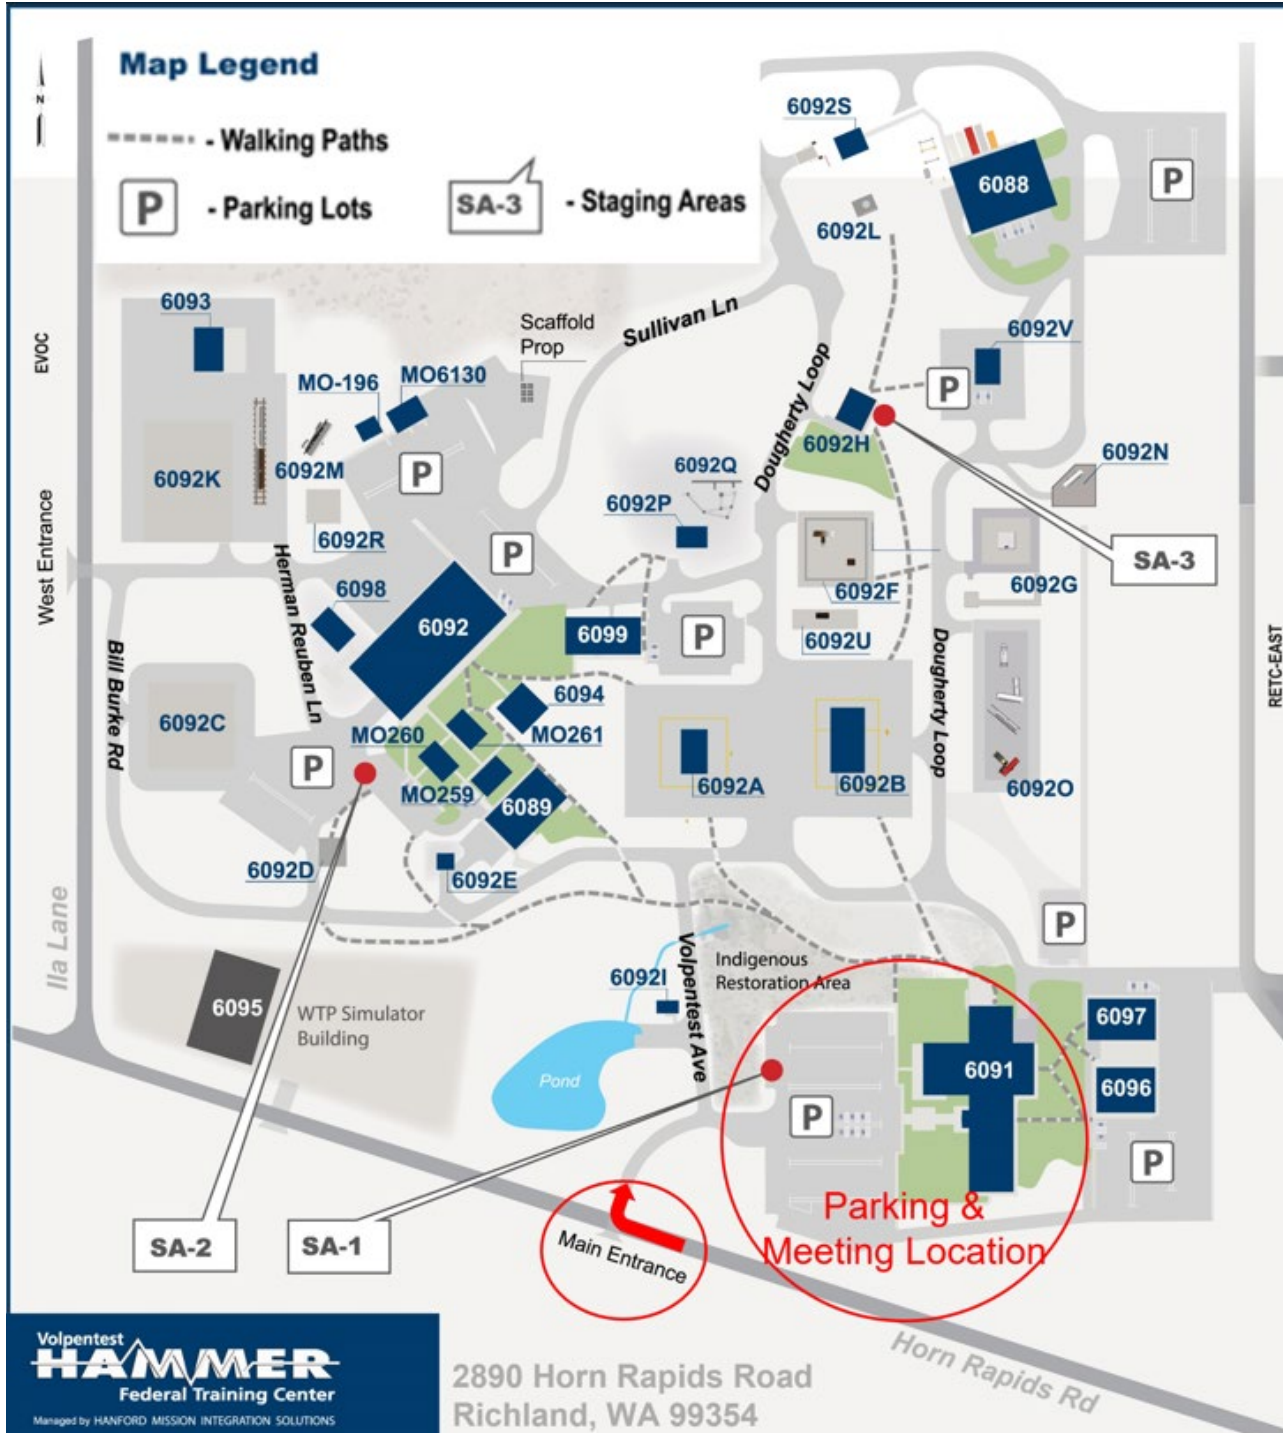 Map Legend
N
- Walking Paths
P
- Parking Lots
SA-3
- Staging Areas
6092S
6088
P
6092L
Sullivan Ln
6093
Scaffold
Prop
EVOC
MO-196
MO6130
Dougherty Loop
6092V
P
6092H
6092K
6092M
P
6092Q
6092N
6092P
6092R
P
SA-3
West Entrance
Herman Reuben Ln
6098
6092
6099
P
6092F
6092G
6092U
Dougherty Loop
RETC-EAST
Bill Burke Rd
6092C
6094
MO260
MO261
P
MO259
6089
6092A
6092B
6092O
6092D
6092E
Ila Lane
P
Volpentest Ave
Indigenous
Restoration Area
6092I
6095
WTP Simulator
Building
6097
6091
6096
Pond
P
P
Parking &
Meeting Location
SA-2
SA-1
Main Entrance
Horn Rapids Rd
Volpentest
HAMMER
Federal Training Center
Managed by HANFORD MISSION INTEGRATION SOLUTIONS
2890 Horn Rapids Road
Richland, WA 99354